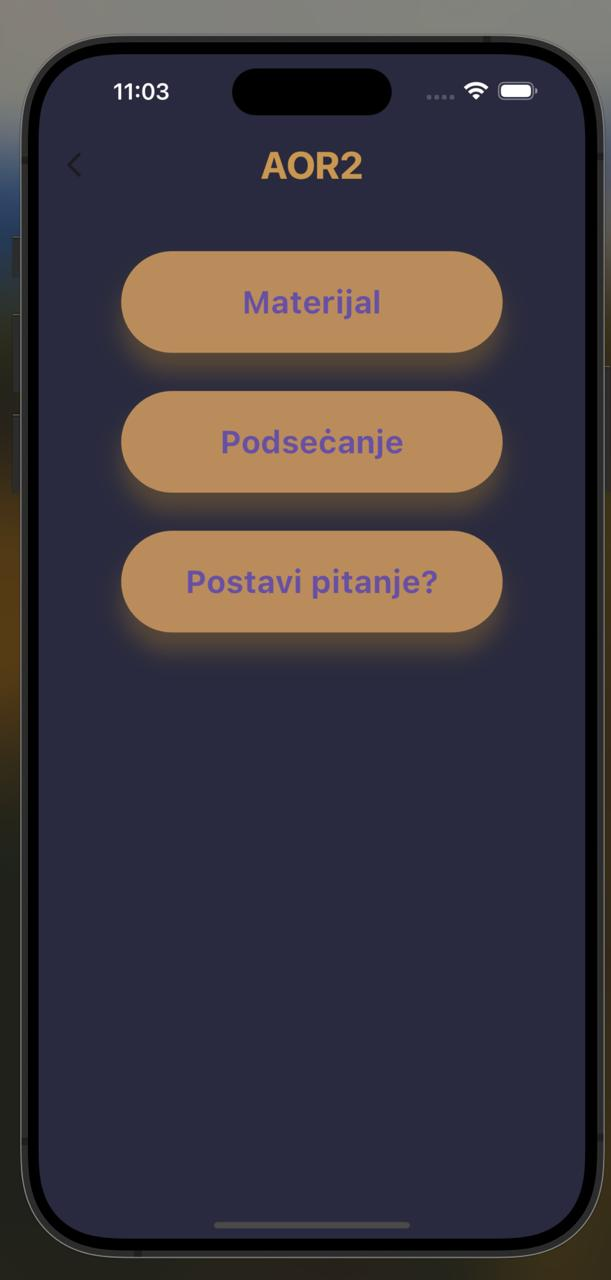 11:03
AOR2
Materijal
Podsećanje
Postavi pitanje?